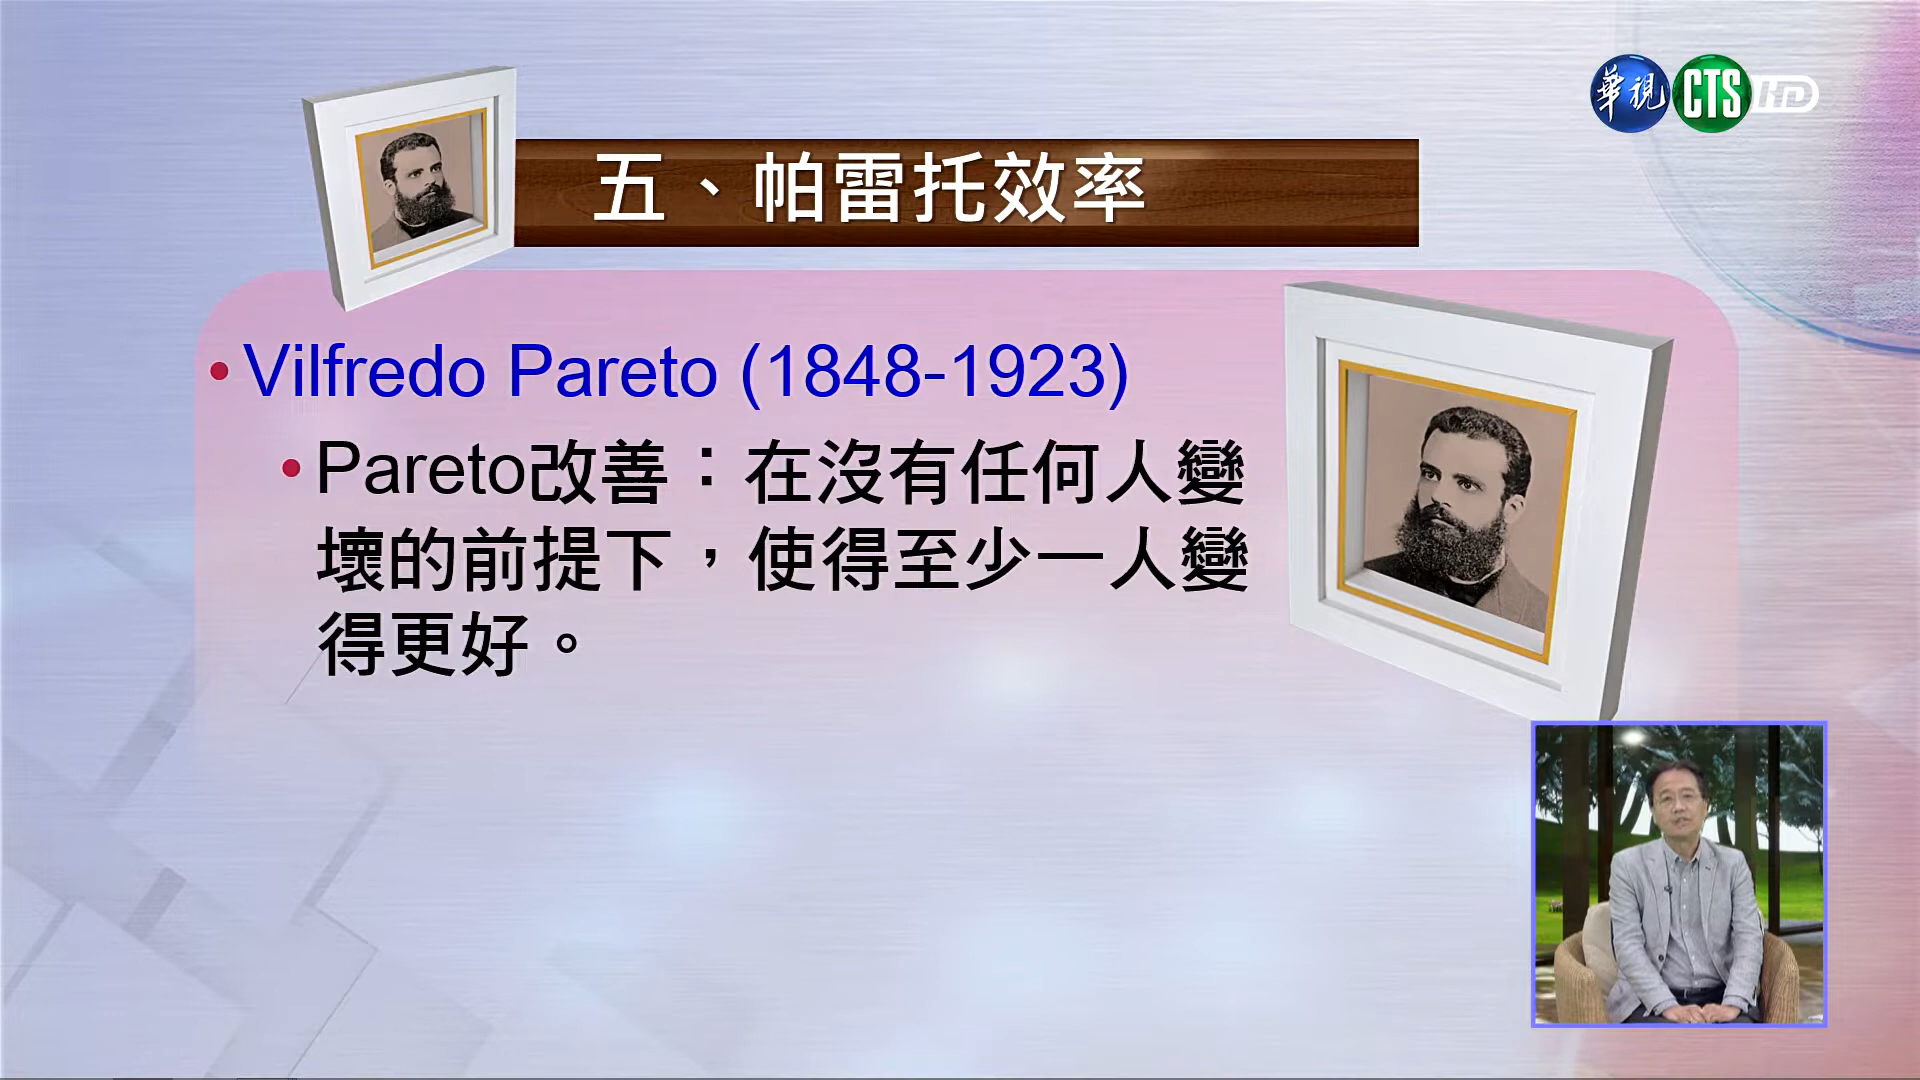 華視 CTS HD
五、帕雷托效率
•Vilfredo Pareto (1848-1923)
•Pareto改善：在沒有任何人變
壞的前提下，使得至少一人變
得更好。